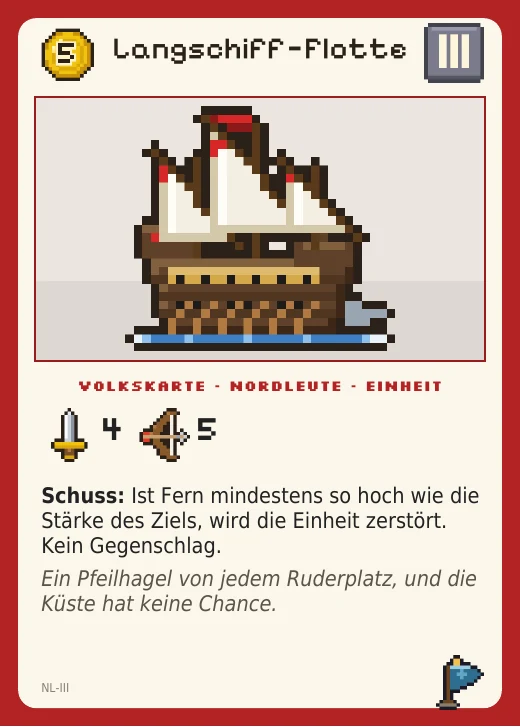 5 Langschiff-Flotte III
VOLKSKARTE - NORDLEUTE - EINHEIT
4 5
Schuss: Ist Fern mindestens so hoch wie die
Stärke des Ziels, wird die Einheit zerstört.
Kein Gegenschlag.
Ein Pfeilhagel von jedem Ruderplatz, und die
Küste hat keine Chance.
NL-III